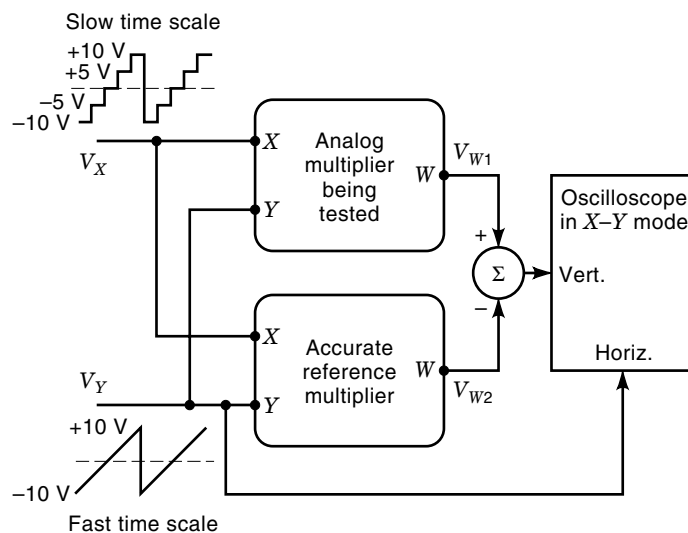 Slow time scale
+10 V
+5 V
–5 V
–10 V
V_X
X
Y
Analog
multiplier
being
tested
W
V_W1
Oscilloscope
in X–Y mode
Vert.
Horiz.
+
Σ
–
X
Y
Accurate
reference
multiplier
W
V_W2
V_Y
+10 V
–10 V
Fast time scale